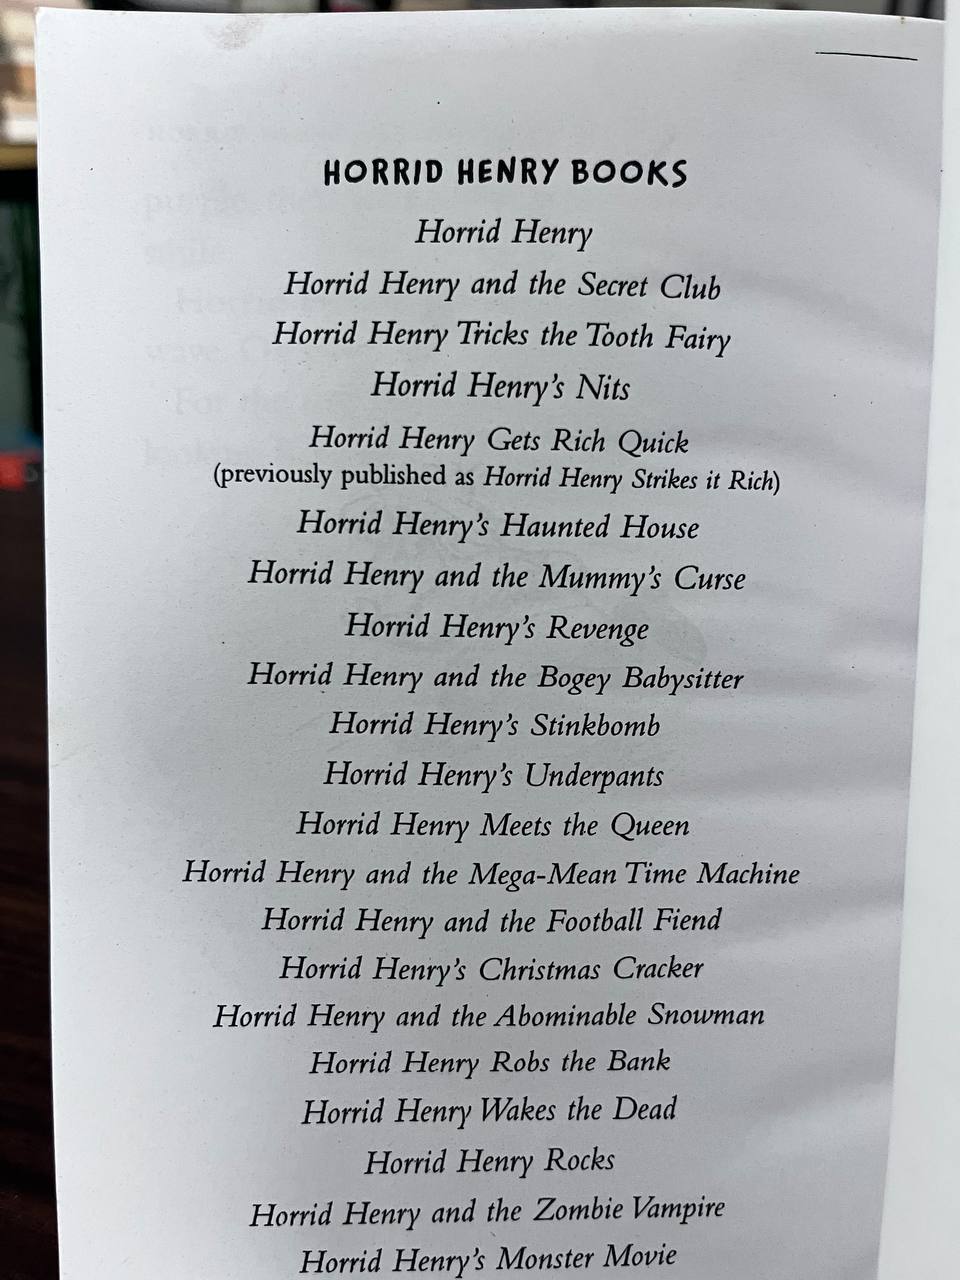 HORRID HENRY BOOKS
Horrid Henry
Horrid Henry and the Secret Club
Horrid Henry Tricks the Tooth Fairy
Horrid Henry's Nits
Horrid Henry Gets Rich Quick
(previously published as Horrid Henry Strikes it Rich)
Horrid Henry's Haunted House
Horrid Henry and the Mummy's Curse
Horrid Henry's Revenge
Horrid Henry and the Bogey Babysitter
Horrid Henry's Stinkbomb
Horrid Henry's Underpants
Horrid Henry Meets the Queen
Horrid Henry and the Mega-Mean Time Machine
Horrid Henry and the Football Fiend
Horrid Henry's Christmas Cracker
Horrid Henry and the Abominable Snowman
Horrid Henry Robs the Bank
Horrid Henry Wakes the Dead
Horrid Henry Rocks
Horrid Henry and the Zombie Vampire
Horrid Henry's Monster Movie